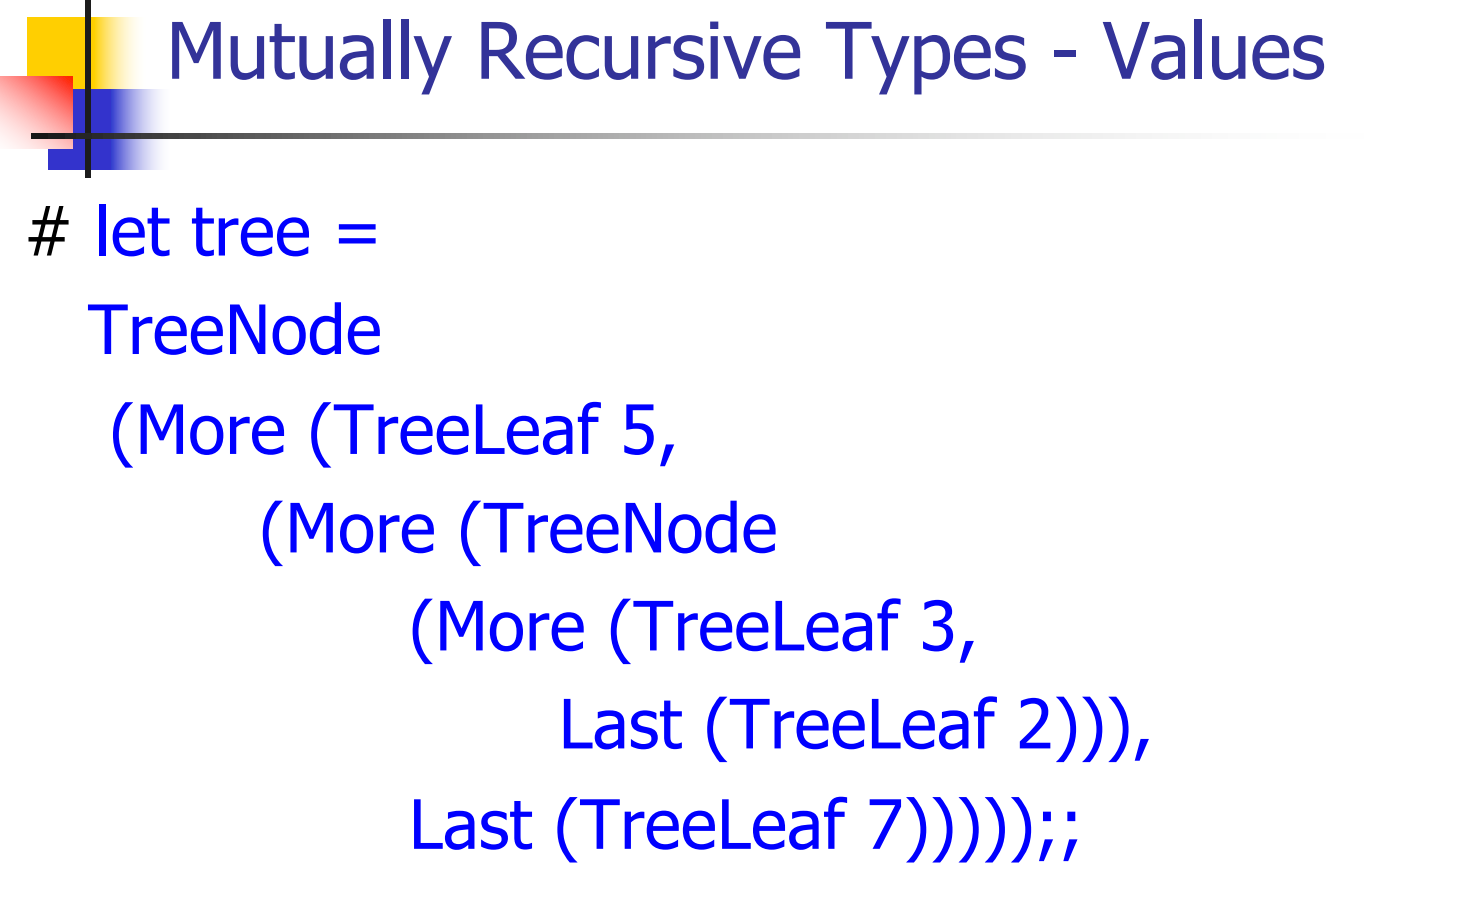 Mutually Recursive Types - Values
# let tree =
TreeNode
(More (TreeLeaf 5,
(More (TreeNode
(More (TreeLeaf 3,
Last (TreeLeaf 2))),
Last (TreeLeaf 7)))));;